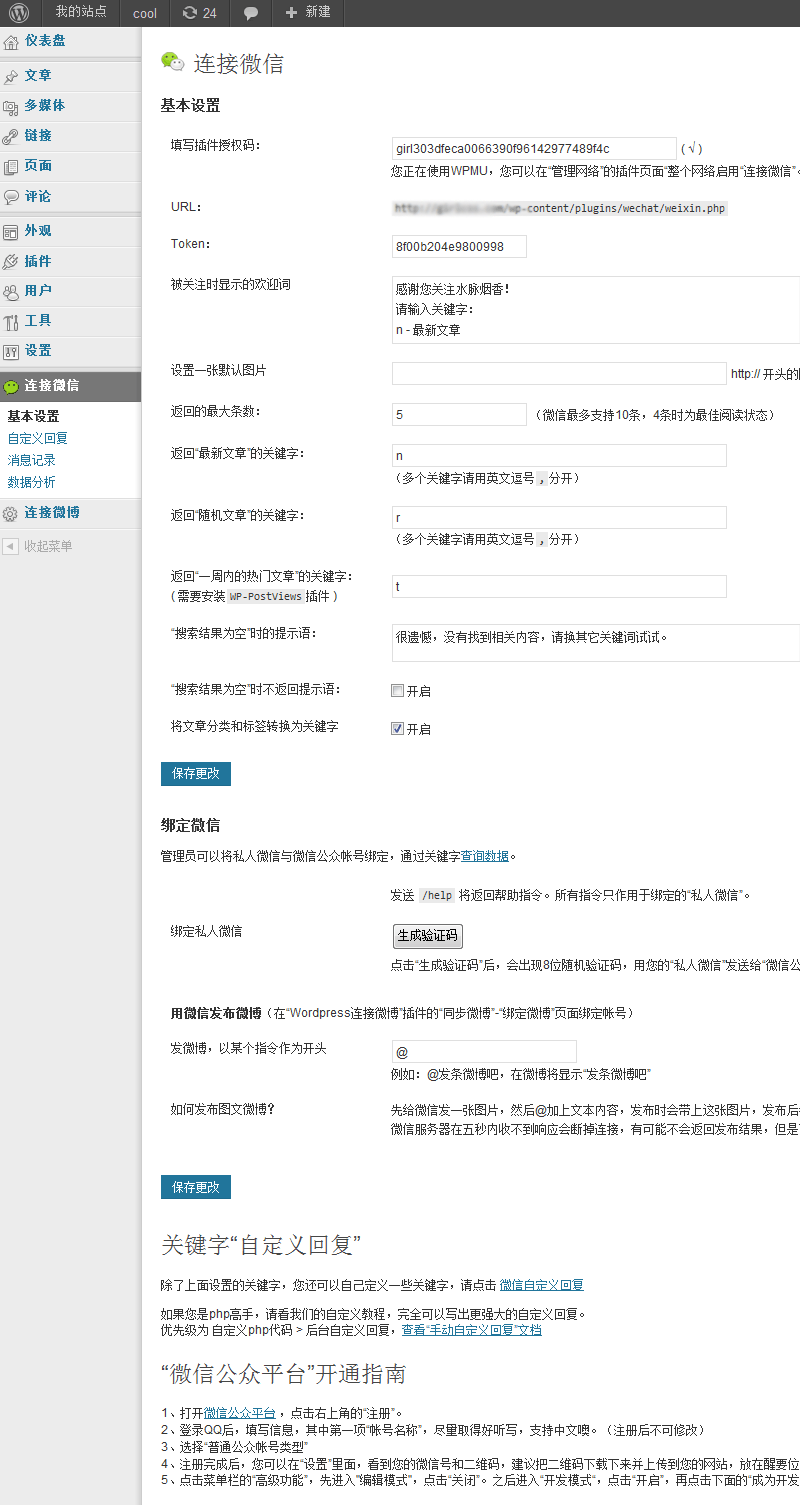 我的站点 cool 24 新建
仪表盘
文章
多媒体
链接
页面
评论
外观
插件
用户
工具
设置
连接微信
基本设置
自定义回复
消息记录
数据分析
连接微博
收起菜单
连接微信
基本设置
填写插件授权码： girl303dfeca0066390f96142977489f4c (√)
您正在使用WPMU，您可以在“管理网络”的插件页面“整个网络启用“连接微信”。
URL： /wp-content/plugins/wechat/weixin.php
Token： 8f00b204e9800998
被关注时显示的欢迎词 感谢您关注水脉烟香！
请输入关键字：
n - 最新文章
设置一张默认图片 http:// 开头的
返回的最大条数： 5 （微信最多支持10条，4条时为最佳阅读状态）
返回“最新文章”的关键字： n
（多个关键字请用英文逗号 , 分开）
返回“随机文章”的关键字： r
（多个关键字请用英文逗号 , 分开）
返回“一周内的热门文章”的关键字： t
( 需要安装 WP-PostViews 插件 )
“搜索结果为空”时的提示语： 很遗憾，没有找到相关内容，请换其它关键词试试。
“搜索结果为空”时不返回提示语： 开启
将文章分类和标签转换为关键字 开启
保存更改
绑定微信
管理员可以将私人微信与微信公众帐号绑定，通过关键字查询数据。
发送 /help 将返回帮助指令。所有指令只作用于绑定的“私人微信”。
绑定私人微信 生成验证码
点击“生成验证码”后，会出现8位随机验证码，用您的“私人微信”发送给“微信公
用微信发布微博（在“Wordpress连接微博”插件的“同步微博”-“绑定微博”页面绑定帐号）
发微博，以某个指令作为开头 @
例如：@发条微博吧，在微博将显示“发条微博吧”
如何发布图文微博？ 先给微信发一张图片，然后@加上文本内容，发布时会带上这张图片，发布后
微信服务器在五秒内收不到响应会断掉连接，有可能不会返回发布结果，但是
保存更改
关键字“自定义回复”
除了上面设置的关键字，您还可以自己定义一些关键字，请点击 微信自定义回复
如果您是php高手，请看我们的自定义教程，完全可以写出更强大的自定义回复。
优先级为 自定义php代码 > 后台自定义回复，查看“手动自定义回复”文档
“微信公众平台”开通指南
1、打开微信公众平台 ，点击右上角的“注册”。
2、登录QQ后，填写信息，其中第一项“帐号名称”，尽量取得好听写，支持中文噢。（注册后不可修改）
3、选择“普通公众帐号类型”
4、注册完成后，您可以在“设置”里面，看到您的微信号和二维码，建议把二维码下载下来并上传到您的网站，放在醒要位
5、点击菜单栏的“高级功能”，先进入”编辑模式”，点击“关闭”。之后进入“开发模式“，点击“开启”，再点击下面的“成为开发